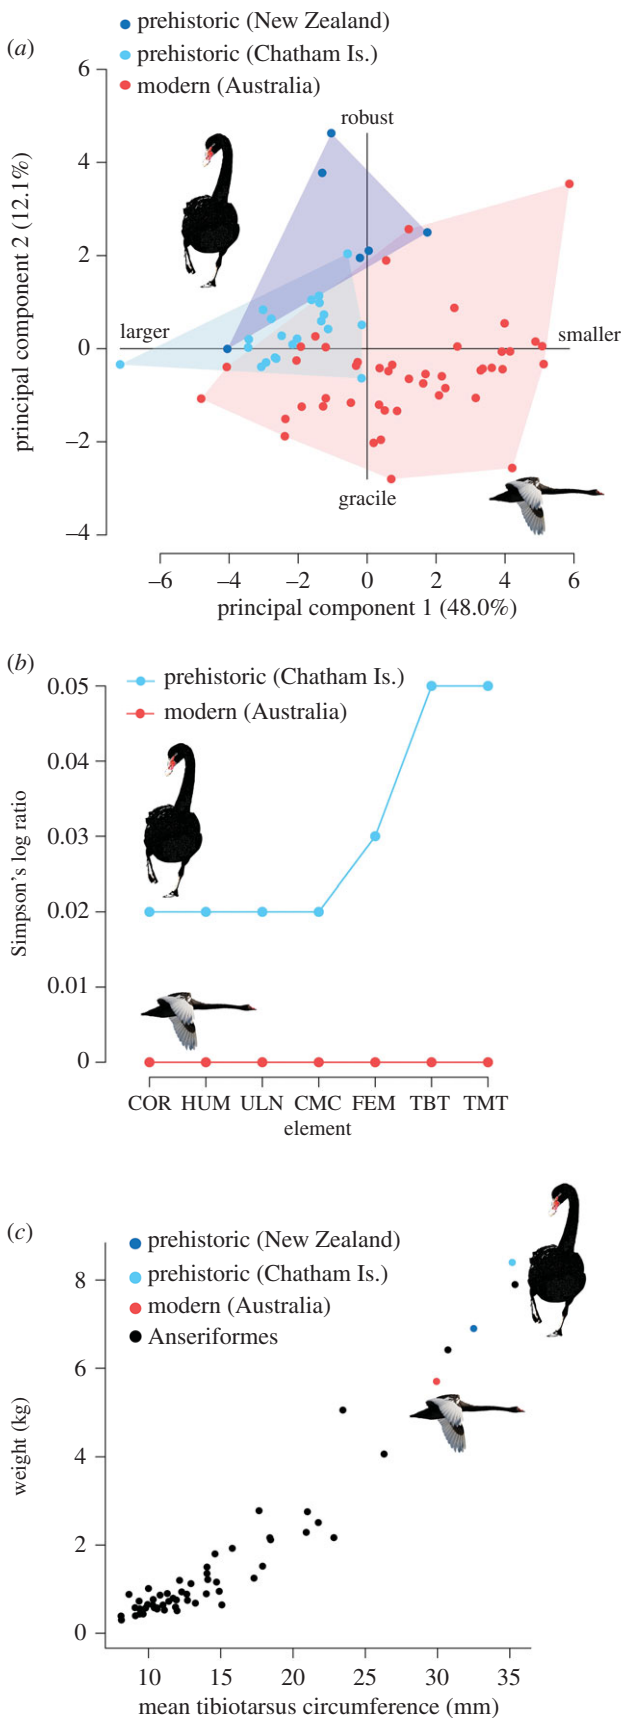 (a)
prehistoric (New Zealand)
prehistoric (Chatham Is.)
modern (Australia)
6
4
2
0
−2
−4
principal component 2 (12.1%)
robust
larger
smaller
gracile
−6 −4 −2 0 2 4 6
principal component 1 (48.0%)
(b)
prehistoric (Chatham Is.)
modern (Australia)
0.05
0.04
0.03
0.02
0.01
0
Simpson's log ratio
COR HUM ULN CMC FEM TBT TMT
element
(c)
prehistoric (New Zealand)
prehistoric (Chatham Is.)
modern (Australia)
Anseriformes
8
6
4
2
0
weight (kg)
10 15 20 25 30 35
mean tibiotarsus circumference (mm)